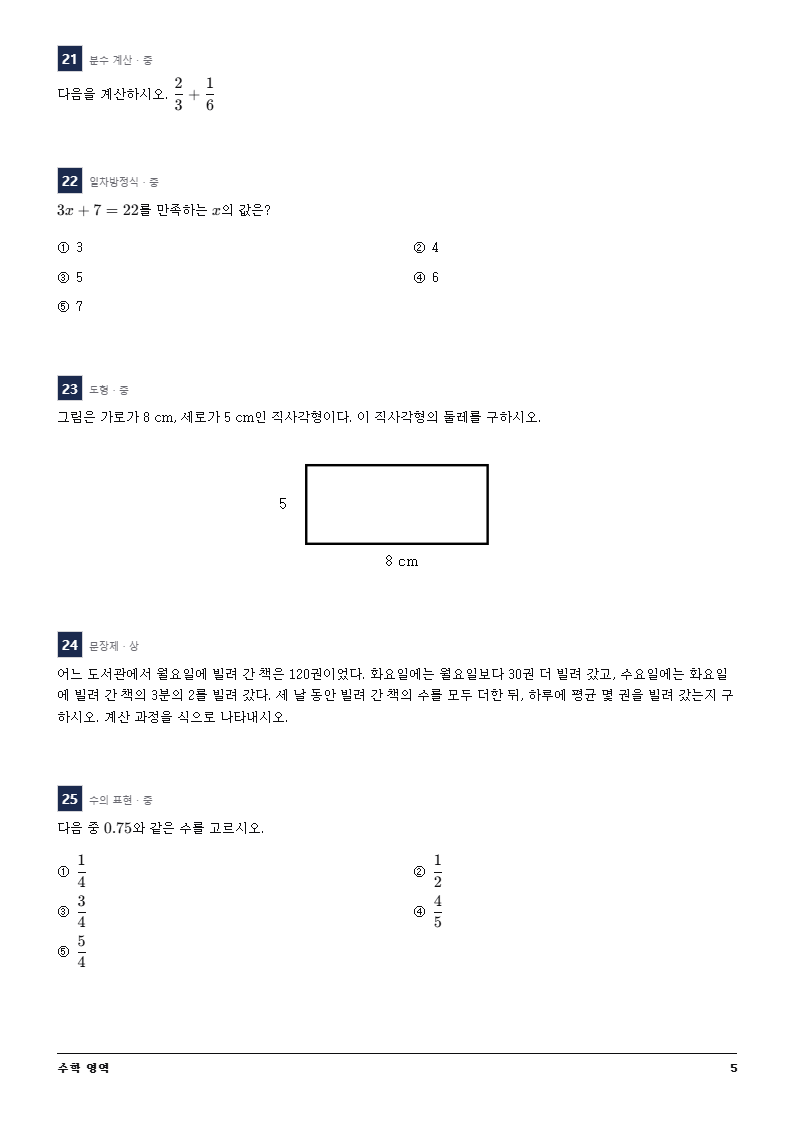 21 분수 계산 · 중
다음을 계산하시오. 2/3 + 1/6
22 일차방정식 · 중
3x + 7 = 22를 만족하는 x의 값은?
① 3 ② 4
③ 5 ④ 6
⑤ 7
23 도형 · 중
그림은 가로가 8 cm, 세로가 5 cm인 직사각형이다. 이 직사각형의 둘레를 구하시오.
5
8 cm
24 문장제 · 상
어느 도서관에서 월요일에 빌려 간 책은 120권이었다. 화요일에는 월요일보다 30권 더 빌려 갔고, 수요일에는 화요일
에 빌려 간 책의 3분의 2를 빌려 갔다. 세 날 동안 빌려 간 책의 수를 모두 더한 뒤, 하루에 평균 몇 권을 빌려 갔는지 구
하시오. 계산 과정을 식으로 나타내시오.
25 수의 표현 · 중
다음 중 0.75와 같은 수를 고르시오.
① 1/4 ② 1/2
③ 3/4 ④ 4/5
⑤ 5/4
수학 영역 5